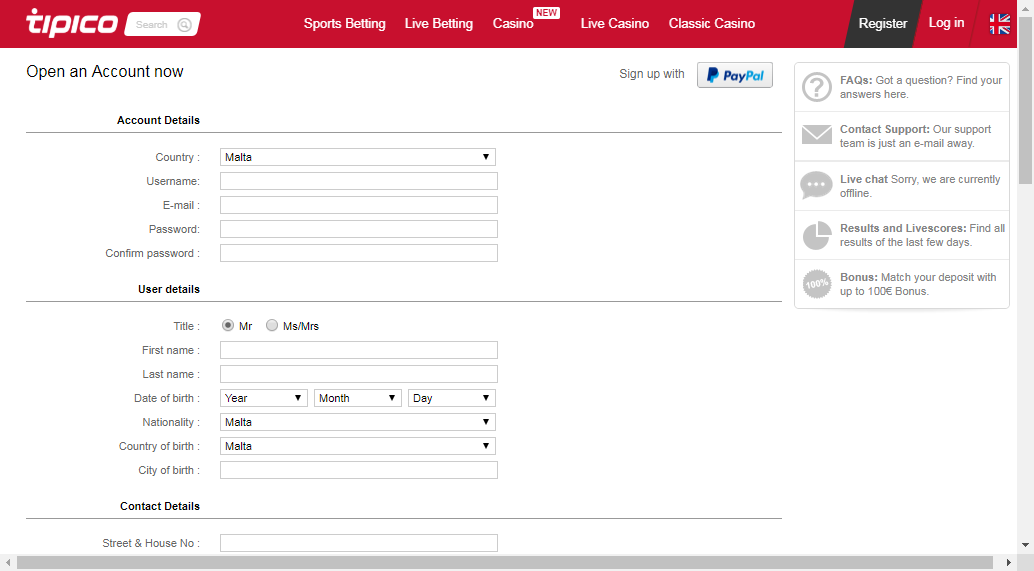 tipico
Search
Sports Betting
Live Betting
Casino
NEW
Live Casino
Classic Casino
Register
Log in
Open an Account now
Sign up with
PayPal
Account Details
Country :
Malta
Username:
E-mail :
Password:
Confirm password :
User details
Title :
Mr
Ms/Mrs
First name :
Last name :
Date of birth :
Year
Month
Day
Nationality :
Malta
Country of birth :
Malta
City of birth :
Contact Details
Street & House No :
FAQs: Got a question? Find your
answers here.
Contact Support: Our support
team is just an e-mail away.
Live chat Sorry, we are currently
offline.
Results and Livescores: Find all
results of the last few days.
100%
Bonus: Match your deposit with
up to 100€ Bonus.